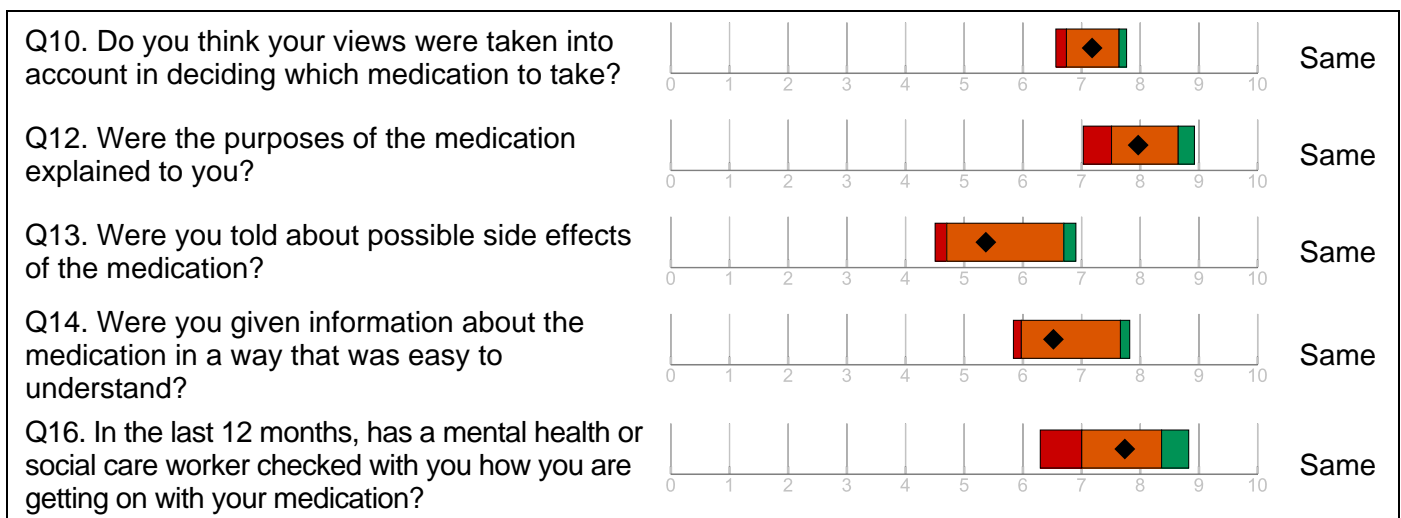 Q10. Do you think your views were taken into
account in deciding which medication to take?
0 1 2 3 4 5 6 7 8 9 10
Same
Q12. Were the purposes of the medication
explained to you?
0 1 2 3 4 5 6 7 8 9 10
Same
Q13. Were you told about possible side effects
of the medication?
0 1 2 3 4 5 6 7 8 9 10
Same
Q14. Were you given information about the
medication in a way that was easy to
understand?
0 1 2 3 4 5 6 7 8 9 10
Same
Q16. In the last 12 months, has a mental health or
social care worker checked with you how you are
getting on with your medication?
0 1 2 3 4 5 6 7 8 9 10
Same